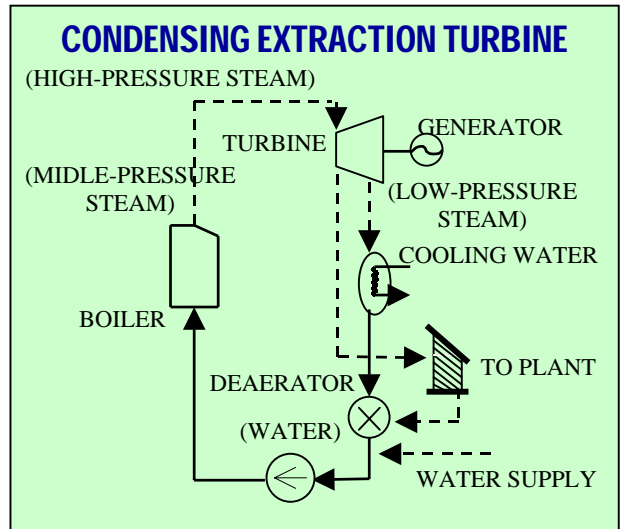 CONDENSING EXTRACTION TURBINE
(HIGH-PRESSURE STEAM)
TURBINE
GENERATOR
(MIDLE-PRESSURE
STEAM)
(LOW-PRESSURE
STEAM)
COOLING WATER
BOILER
TO PLANT
DEAERATOR
(WATER)
WATER SUPPLY